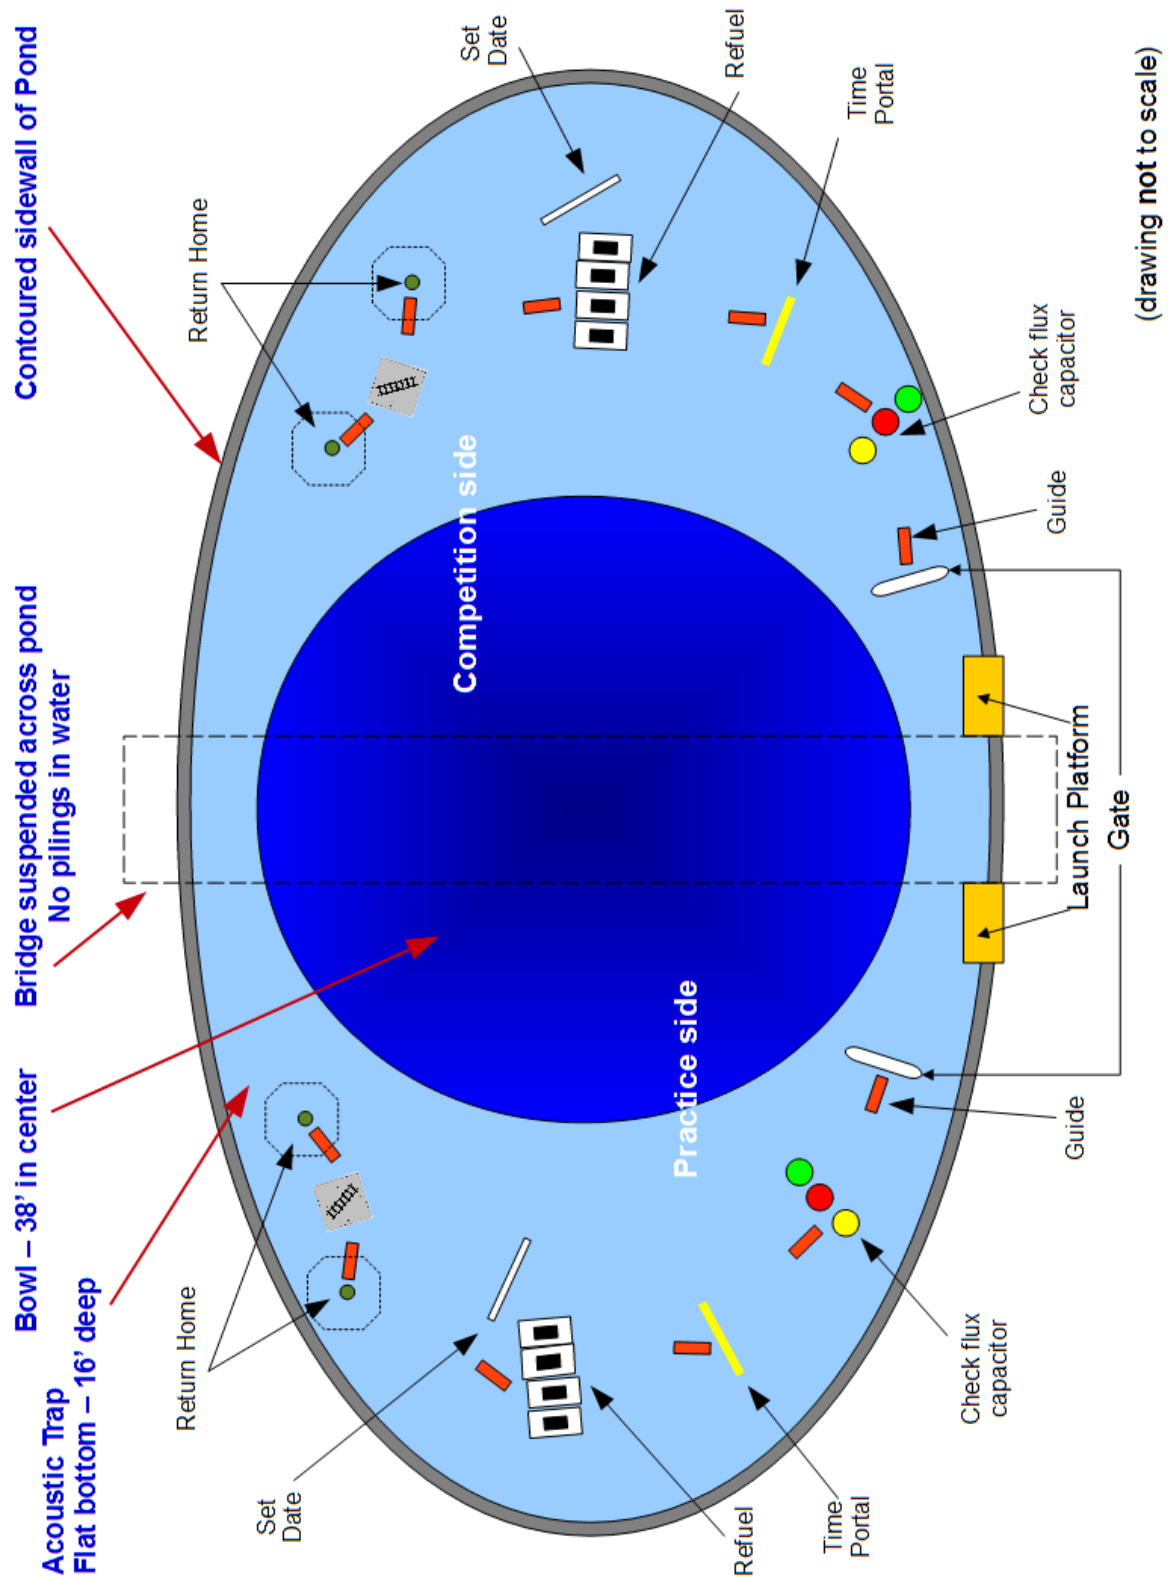 Acoustic Trap
Flat bottom – 16’ deep
Bowl – 38’ in center
Bridge suspended across pond
No pilings in water
Contoured sidewall of Pond
Return Home
Return Home
Set
Date
Set
Date
Competition side
Practice side
Refuel
Refuel
Time
Portal
Time
Portal
Check flux
capacitor
Check flux
capacitor
Guide
Guide
Launch Platform
Gate
(drawing not to scale)